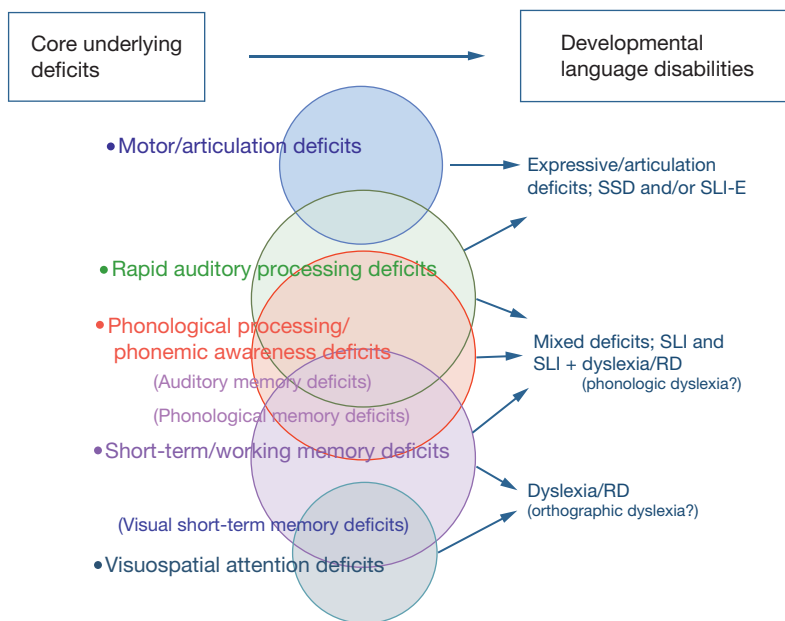 Core underlying
deficits
Developmental
language disabilities
•Motor/articulation deficits
Expressive/articulation
deficits; SSD and/or SLI-E
•Rapid auditory processing deficits
•Phonological processing/
phonemic awareness deficits
(Auditory memory deficits)
(Phonological memory deficits)
Mixed deficits; SLI and
SLI + dyslexia/RD
(phonologic dyslexia?)
•Short-term/working memory deficits
(Visual short-term memory deficits)
•Visuospatial attention deficits
Dyslexia/RD
(orthographic dyslexia?)